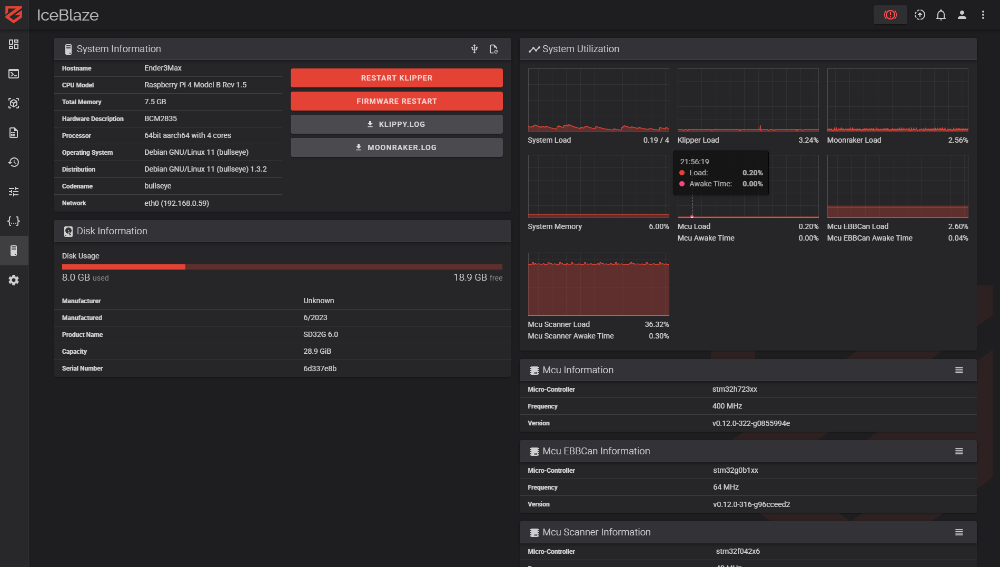 IceBlaze
System Information
Hostname Ender3Max
CPU Model Raspberry Pi 4 Model B Rev 1.5
Total Memory 7.5 GB
Hardware Description BCM2835
Processor 64bit aarch64 with 4 cores
Operating System Debian GNU/Linux 11 (bullseye)
Distribution Debian GNU/Linux 11 (bullseye) 1.3.2
Codename bullseye
Network eth0 (192.168.0.59)
RESTART KLIPPER
FIRMWARE RESTART
KLIPPY.LOG
MOONRAKER.LOG
Disk Information
Disk Usage
8.0 GB used 18.9 GB free
Manufacturer Unknown
Manufactured 6/2023
Product Name SD32G 6.0
Capacity 28.9 GiB
Serial Number 6d337e8b
System Utilization
System Load 0.19 / 4
Klipper Load 3.24%
Moonraker Load 2.56%
21:56:19
Load: 0.20%
Awake Time: 0.00%
System Memory 6.00%
Mcu Load 0.20%
Mcu Awake Time 0.00%
Mcu EBBCan Load 2.60%
Mcu EBBCan Awake Time 0.04%
Mcu Scanner Load 36.32%
Mcu Scanner Awake Time 0.30%
Mcu Information
Micro-Controller stm32h723xx
Frequency 400 MHz
Version v0.12.0-322-g0855994e
Mcu EBBCan Information
Micro-Controller stm32g0b1xx
Frequency 64 MHz
Version v0.12.0-316-g96cceed2
Mcu Scanner Information
Micro-Controller stm32f042x6